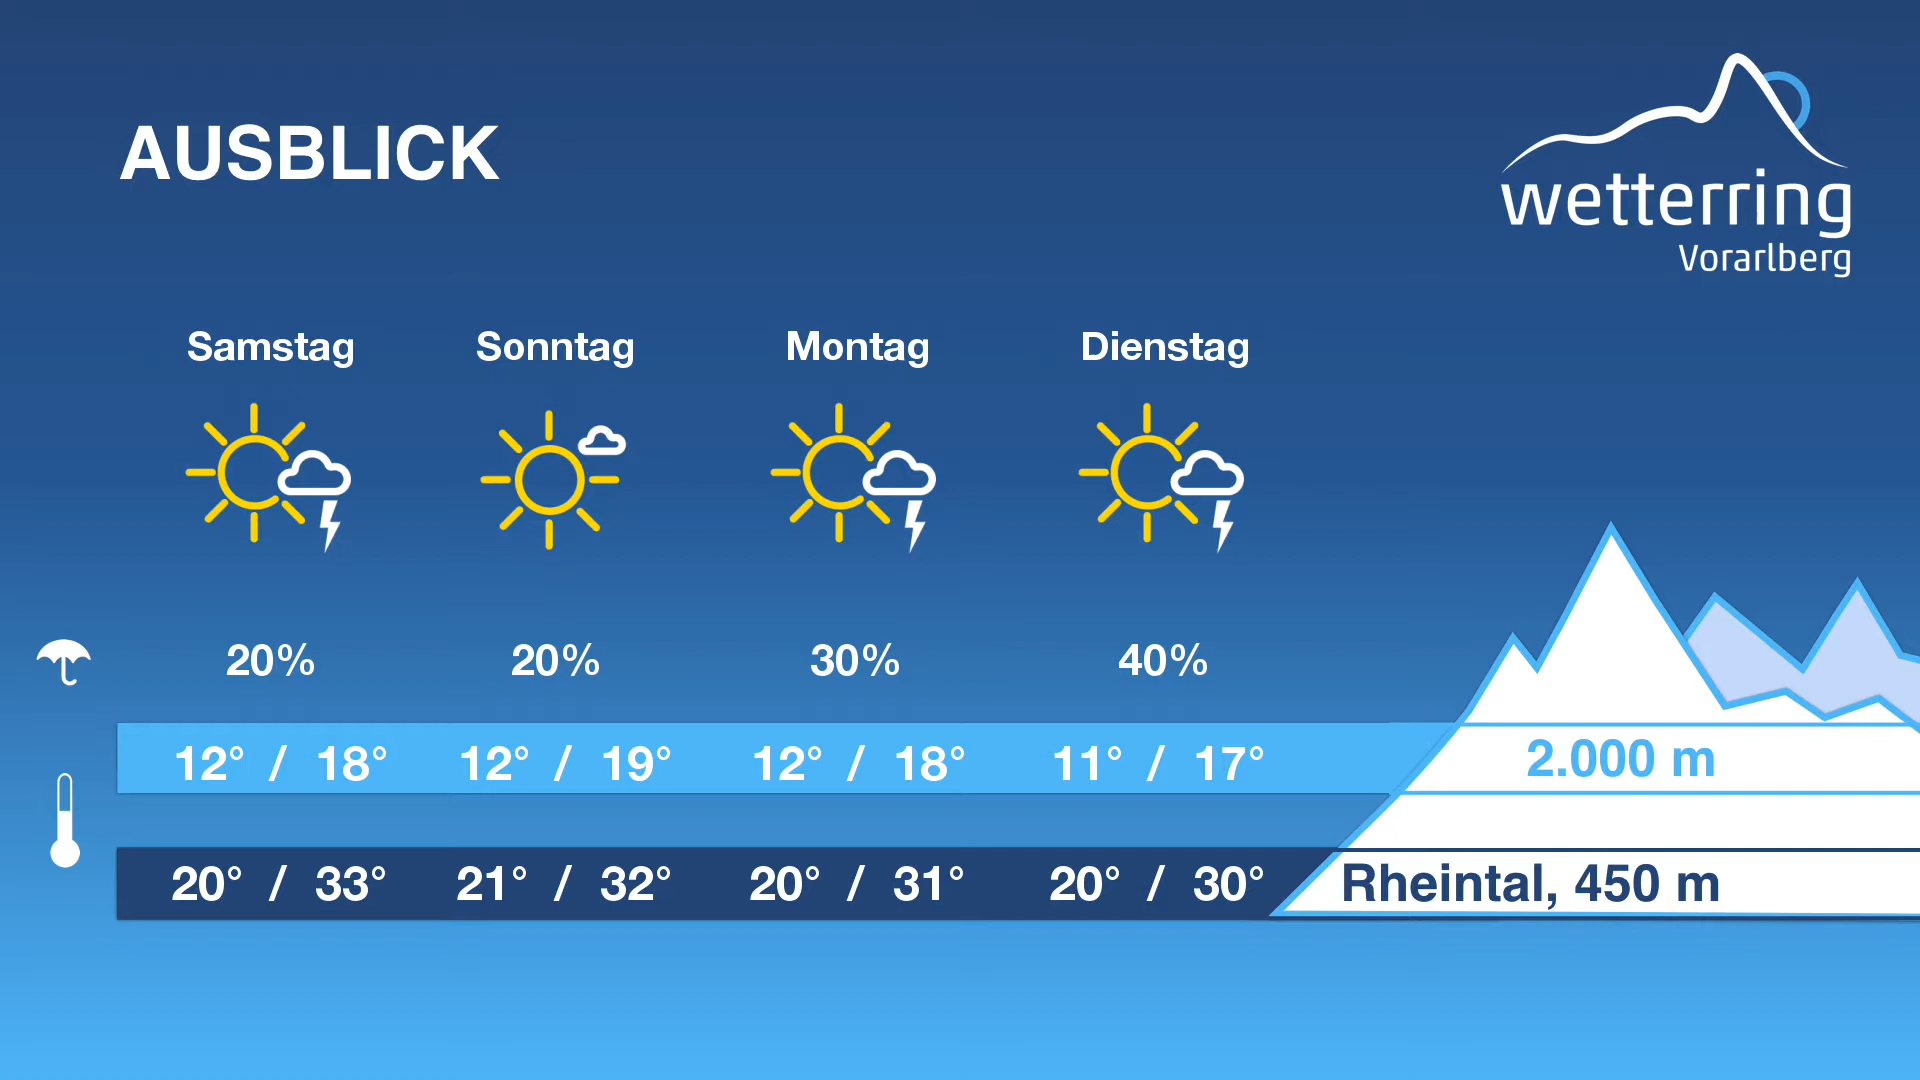 AUSBLICK
wetterring
Vorarlberg
Samstag Sonntag Montag Dienstag
20% 20% 30% 40%
12° / 18° 12° / 19° 12° / 18° 11° / 17° 2.000 m
20° / 33° 21° / 32° 20° / 31° 20° / 30° Rheintal, 450 m